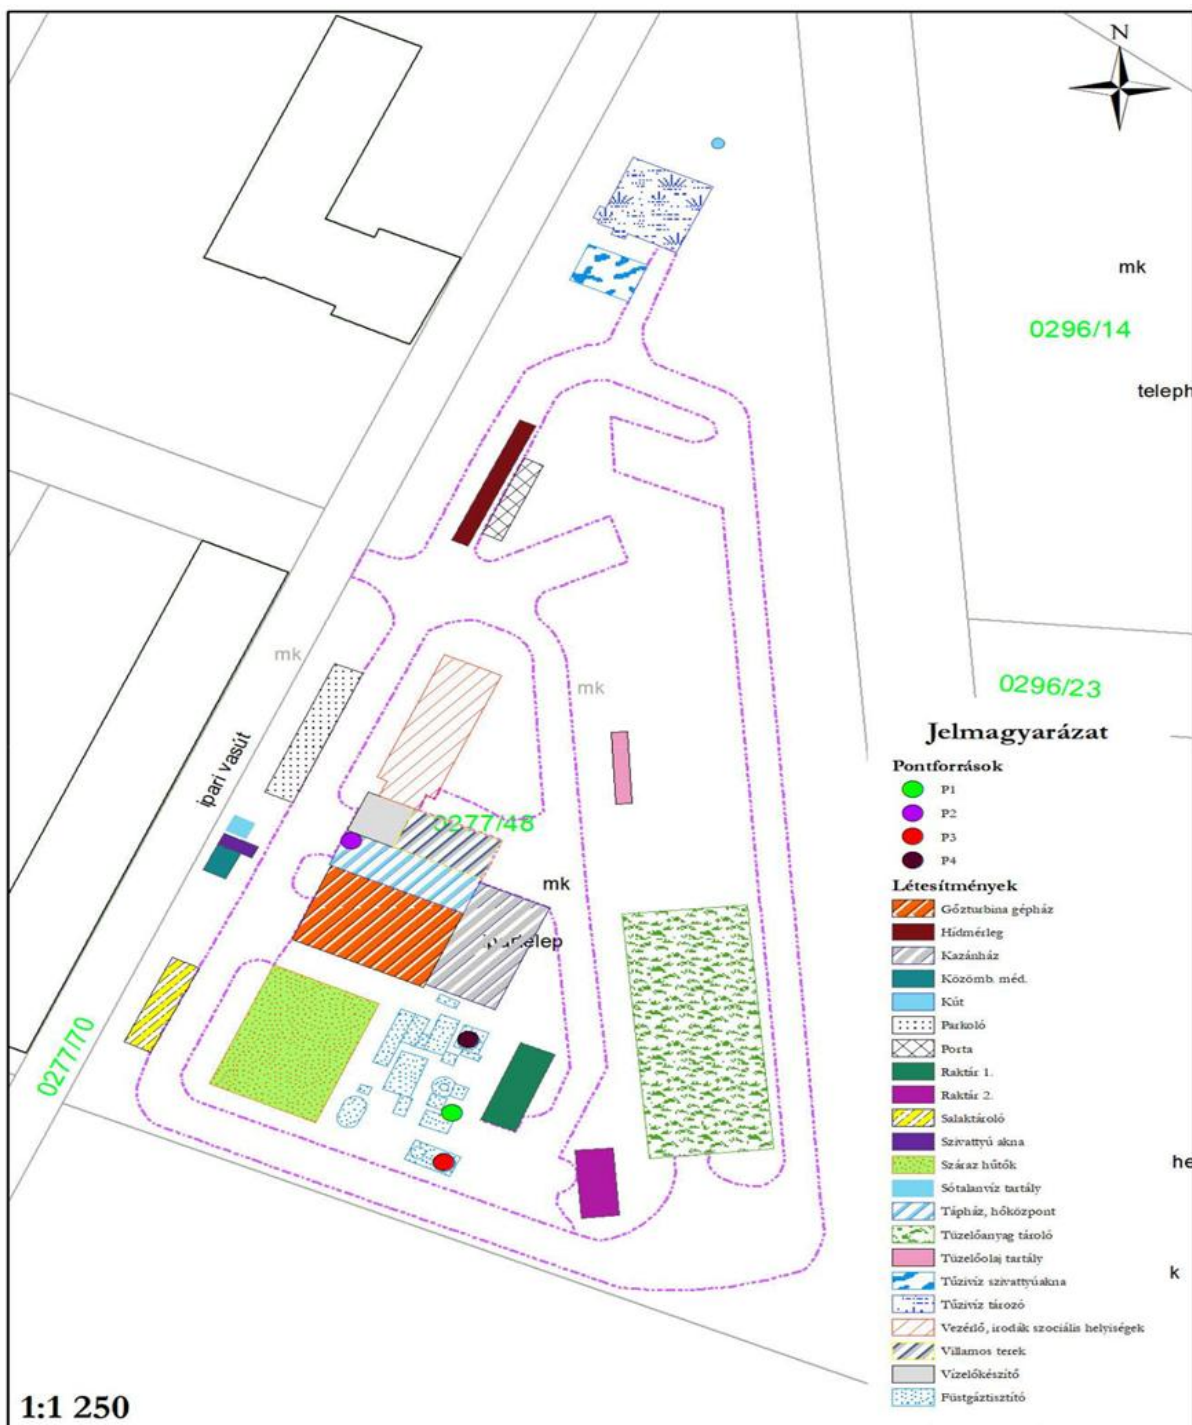 N
mk
0296/14
teleph
mk
0296/23
mk
ipari vasút
0277/48
mk
ipartelep
0277/70
he
k
Jelmagyarázat
Pontforrások
P1
P2
P3
P4
Létesítmények
Gőzturbina gépház
Hídmérleg
Kazánház
Közömb. méd.
Kút
Parkoló
Porta
Raktár 1.
Raktár 2.
Salaktároló
Szivattyú akna
Száraz hűtők
Sótalanvíz tartály
Tápház, hőközpont
Tüzelőanyag tároló
Tüzelőolaj tartály
Tűzivíz szivattyúakna
Tűzivíz tározó
Vezérlő, irodák szociális helyiségek
Villamos terek
Vízelőkészítő
Füstgáztisztító
1:1 250